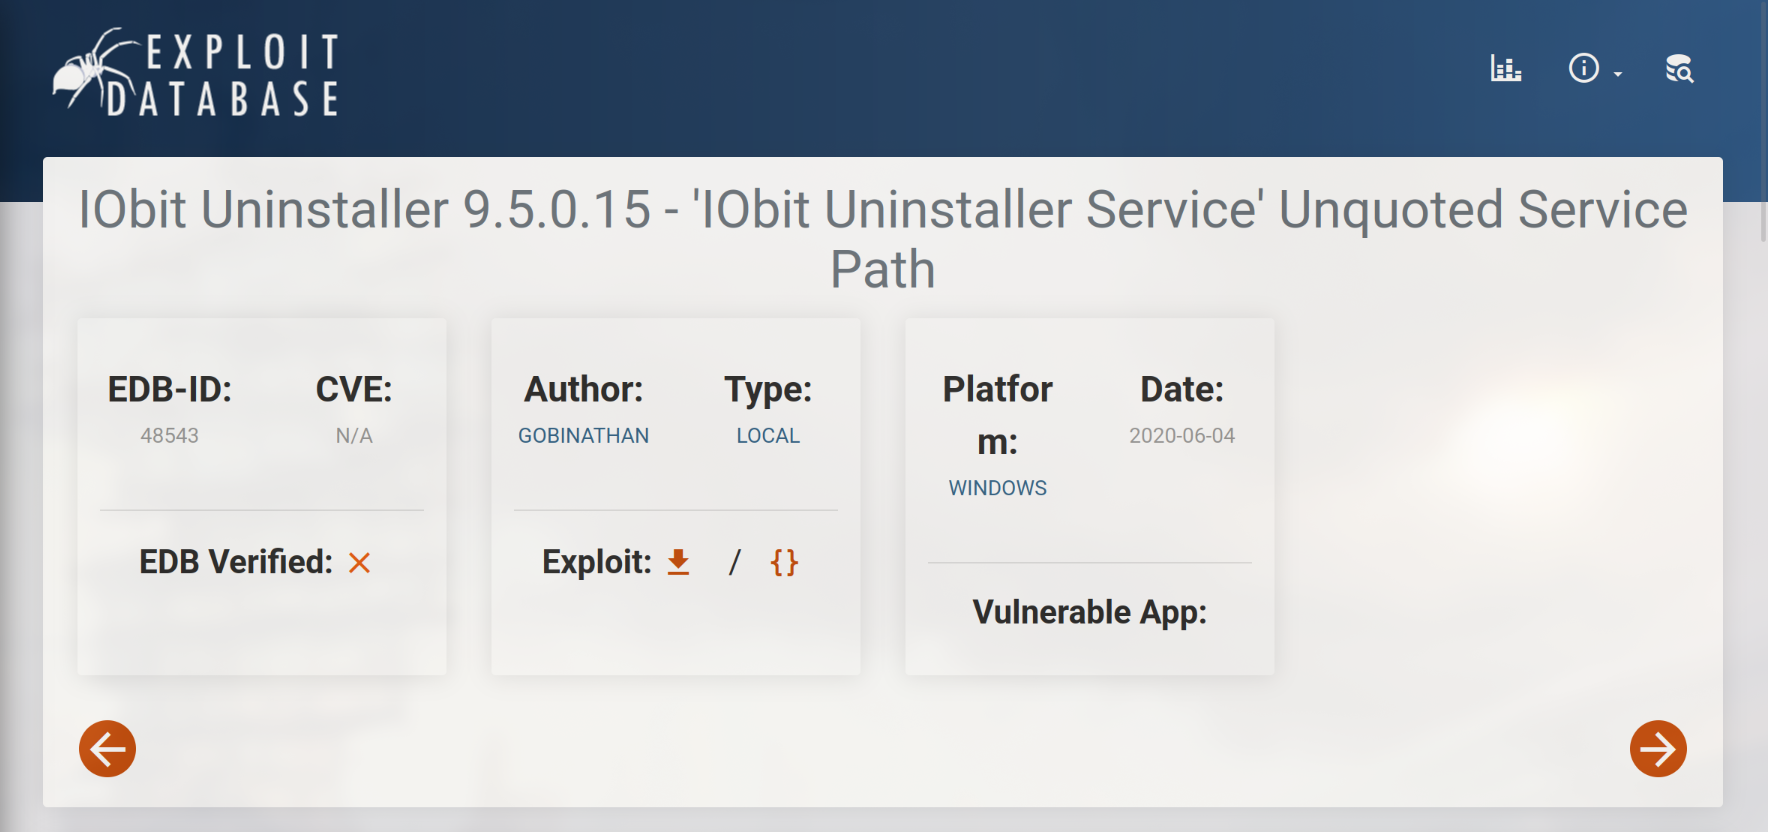 EXPLOIT
DATABASE
IObit Uninstaller 9.5.0.15 - 'IObit Uninstaller Service' Unquoted Service
Path
EDB-ID:
48543
CVE:
N/A
EDB Verified:
Author:
GOBINATHAN
Type:
LOCAL
Exploit: / {}
Platfor
m:
WINDOWS
Date:
2020-06-04
Vulnerable App: